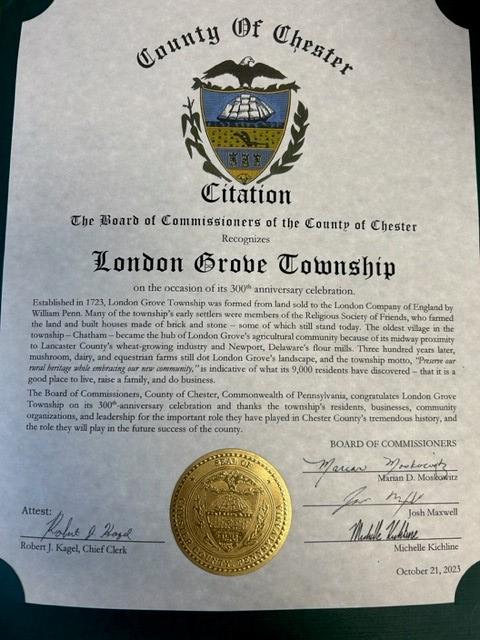 County Of Chester
Citation
The Board of Commissioners of the County of Chester
Recognizes
London Grove Township
on the occasion of its 300th anniversary celebration.
Established in 1723, London Grove Township was formed from land sold to the London Company of England by
William Penn. Many of the township's early settlers were members of the Religious Society of Friends, who farmed
the land and built houses made of brick and stone – some of which still stand today. The oldest village in the
township – Chatham – became the hub of London Grove's agricultural community because of its midway proximity
to Lancaster County's wheat-growing industry and Newport, Delaware's flour mills. Three hundred years later,
mushroom, dairy, and equestrian farms still dot London Grove's landscape, and the township motto, "Preserve our
rural heritage while embracing our new community," is indicative of what its 9,000 residents have discovered – that it is a
good place to live, raise a family, and do business.
The Board of Commissioners, County of Chester, Commonwealth of Pennsylvania, congratulates London Grove
Township on its 300th-anniversary celebration and thanks the township's residents, businesses, community
organizations, and leadership for the important role they have played in Chester County's tremendous history, and
the role they will play in the future success of the county.
BOARD OF COMMISSIONERS
Marian Moskowitz
Marian D. Moskowitz
Josh Maxwell
Michelle Kichline
Michelle Kichline
Attest:
Robert J Kagel
Robert J. Kagel, Chief Clerk
SEAL OF
COUNTY, PENNSYLVANIA
October 21, 2023